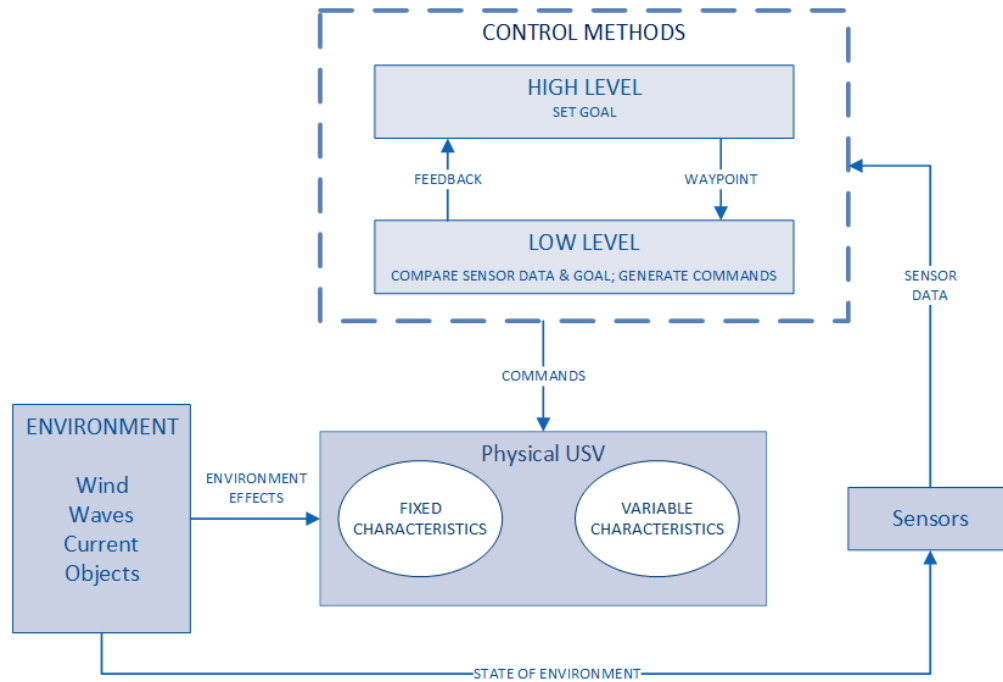 CONTROL METHODS
HIGH LEVEL
SET GOAL
FEEDBACK
WAYPOINT
LOW LEVEL
COMPARE SENSOR DATA & GOAL; GENERATE COMMANDS
SENSOR
DATA
COMMANDS
ENVIRONMENT
Wind
Waves
Current
Objects
ENVIRONMENT
EFFECTS
Physical USV
FIXED
CHARACTERISTICS
VARIABLE
CHARACTERISTICS
Sensors
STATE OF ENVIRONMENT